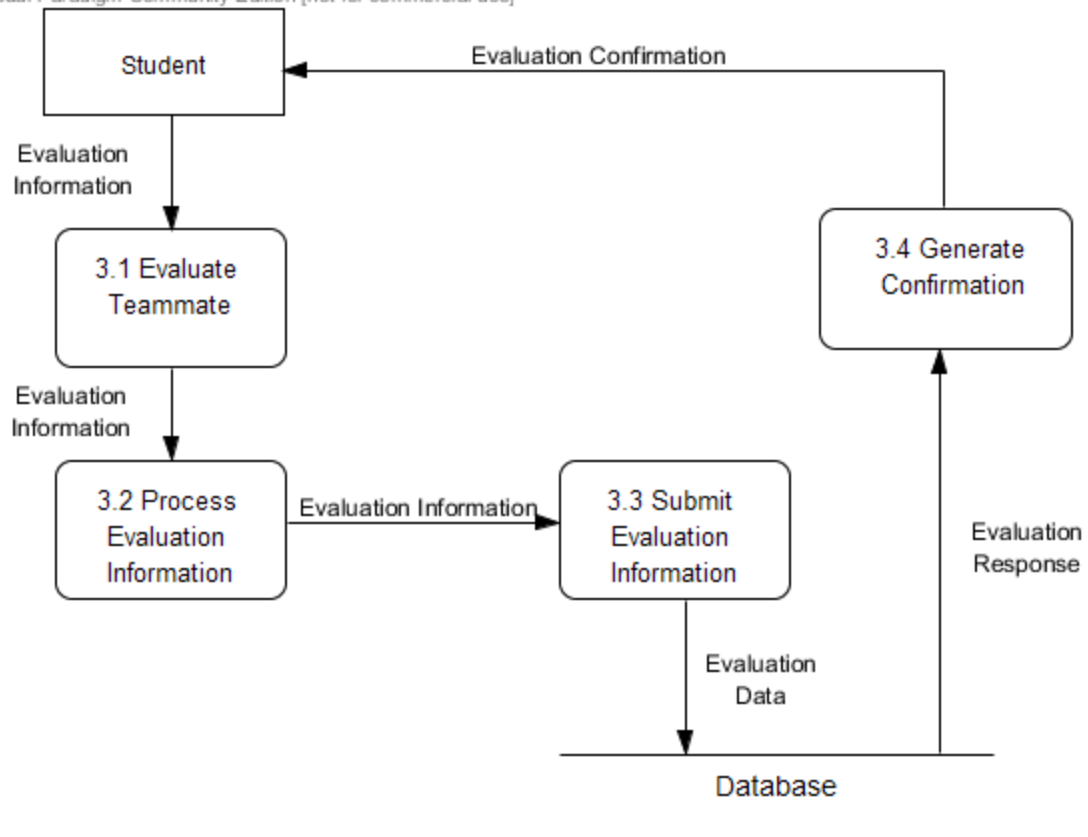 Student
Evaluation Confirmation
Evaluation
Information
3.1 Evaluate
Teammate
3.4 Generate
Confirmation
Evaluation
Information
3.2 Process
Evaluation
Information
Evaluation Information
3.3 Submit
Evaluation
Information
Evaluation
Response
Evaluation
Data
Database